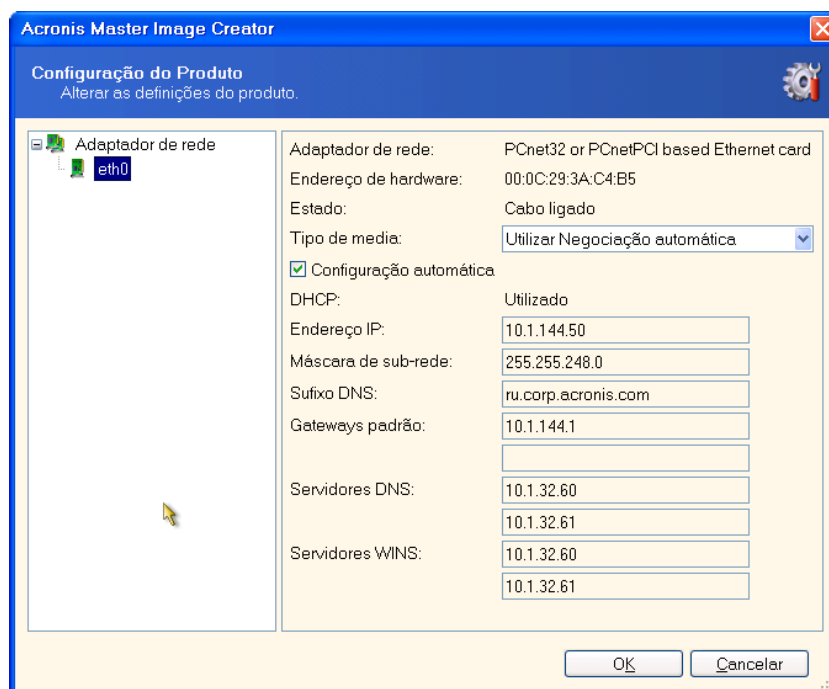 Acronis Master Image Creator
Configuração do Produto
Alterar as definições do produto.
Adaptador de rede
eth0
Adaptador de rede: PCnet32 or PCnetPCI based Ethernet card
Endereço de hardware: 00:0C:29:3A:C4:B5
Estado: Cabo ligado
Tipo de media: Utilizar Negociação automática
Configuração automática
DHCP: Utilizado
Endereço IP: 10.1.144.50
Máscara de sub-rede: 255.255.248.0
Sufixo DNS: ru.corp.acronis.com
Gateways padrão: 10.1.144.1
Servidores DNS: 10.1.32.60
10.1.32.61
Servidores WINS: 10.1.32.60
10.1.32.61
OK Cancelar